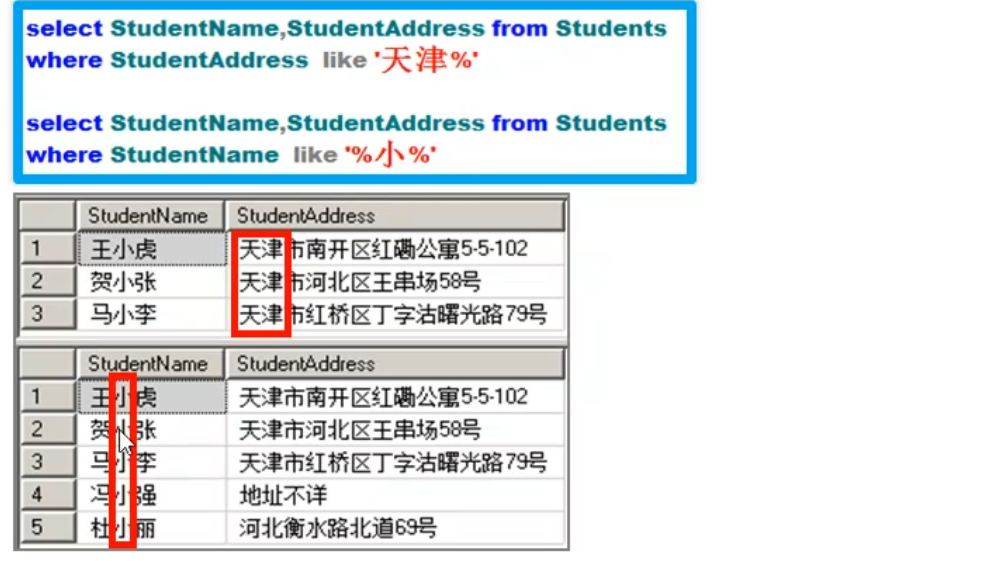 select StudentName,StudentAddress from Students
where StudentAddress like '天津%'
select StudentName,StudentAddress from Students
where StudentName like '%小%'
StudentName StudentAddress
1 王小虎 天津市南开区红磡公寓5-5-102
2 贺小张 天津市河北区王串场58号
3 马小李 天津市红桥区丁字沽曙光路79号
StudentName StudentAddress
1 王小虎 天津市南开区红磡公寓5-5-102
2 贺小张 天津市河北区王串场58号
3 马小李 天津市红桥区丁字沽曙光路79号
4 冯小强 地址不详
5 杜小丽 河北衡水路北道69号